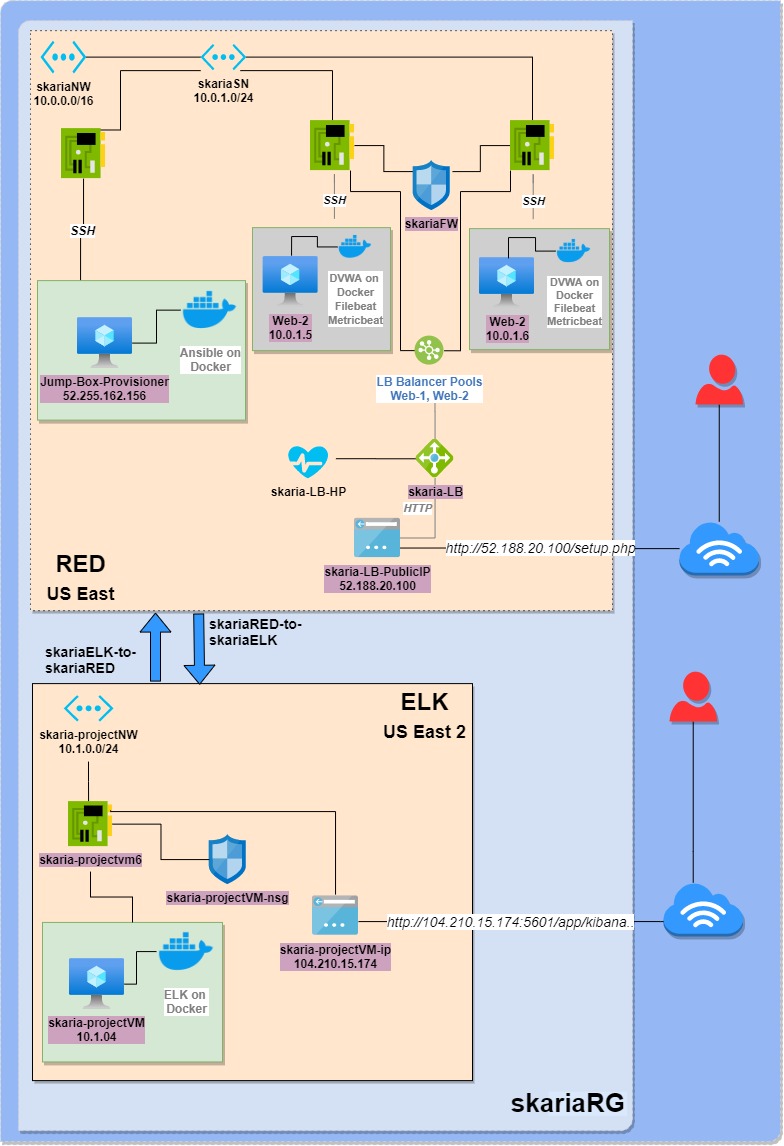 skariaNW
10.0.0.0/16
skariaSN
10.0.1.0/24
SSH
SSH
SSH
skariaFW
Web-2
10.0.1.5
DVWA on
Docker
Filebeat
Metricbeat
Web-2
10.0.1.6
DVWA on
Docker
Filebeat
Metricbeat
Ansible on
Docker
Jump-Box-Provisioner
52.255.162.156
LB Balancer Pools
Web-1, Web-2
skaria-LB-HP
skaria-LB
HTTP
http://52.188.20.100/setup.php
skaria-LB-PublicIP
52.188.20.100
RED
US East
skariaELK-to-
skariaRED
skariaRED-to-
skariaELK
ELK
US East 2
skaria-projectNW
10.1.0.0/24
skaria-projectvm6
skaria-projectVM-nsg
http://104.210.15.174:5601/app/kibana..
skaria-projectVM-ip
104.210.15.174
ELK on
Docker
skaria-projectVM
10.1.04
skariaRG